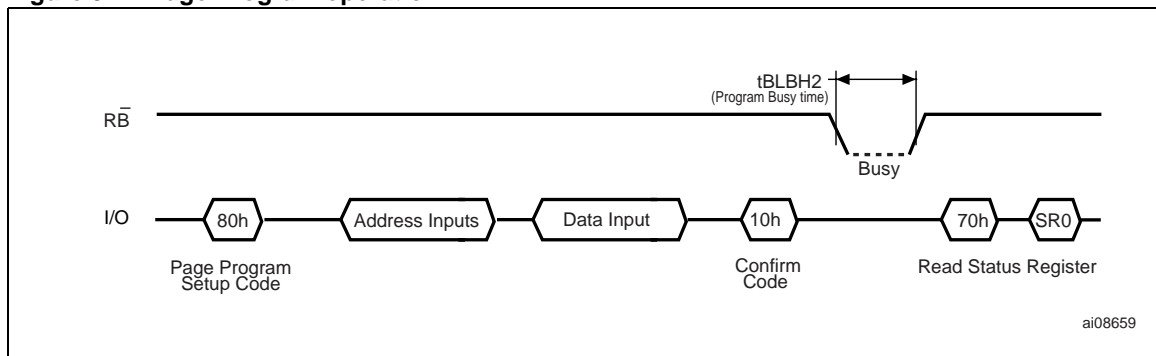 tBLBH2
(Program Busy time)
RB̅
Busy
I/O
80h
Address Inputs
Data Input
10h
70h
SR0
Page Program
Setup Code
Confirm
Code
Read Status Register
ai08659